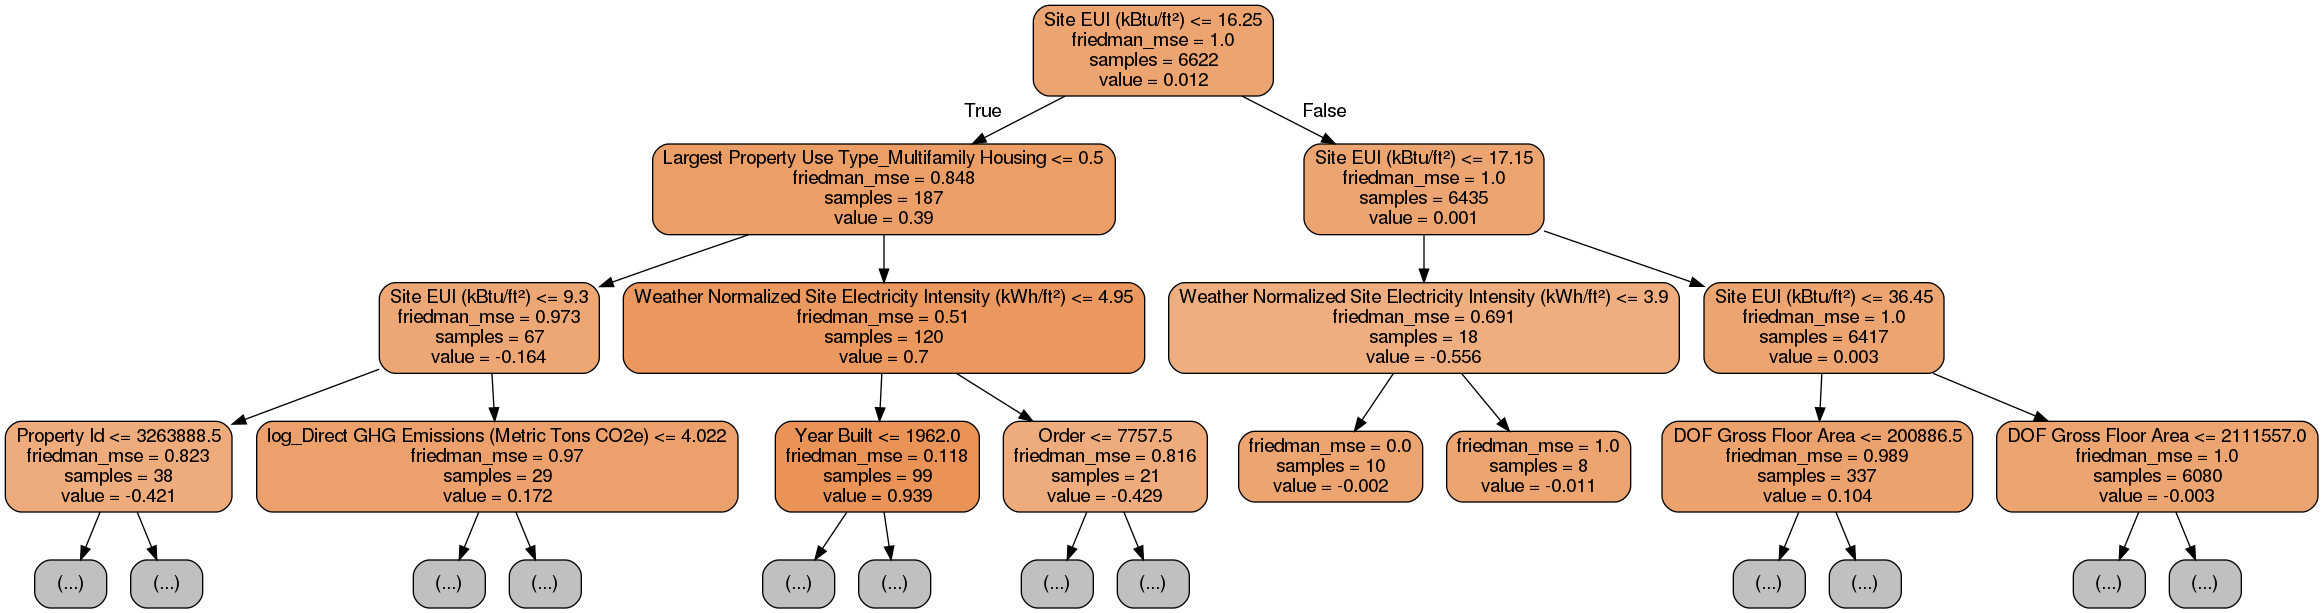 Site EUI (kBtu/ft²) <= 16.25
friedman_mse = 1.0
samples = 6622
value = 0.012
True
False
Largest Property Use Type_Multifamily Housing <= 0.5
friedman_mse = 0.848
samples = 187
value = 0.39
Site EUI (kBtu/ft²) <= 17.15
friedman_mse = 1.0
samples = 6435
value = 0.001
Site EUI (kBtu/ft²) <= 9.3
friedman_mse = 0.973
samples = 67
value = -0.164
Weather Normalized Site Electricity Intensity (kWh/ft²) <= 4.95
friedman_mse = 0.51
samples = 120
value = 0.7
Weather Normalized Site Electricity Intensity (kWh/ft²) <= 3.9
friedman_mse = 0.691
samples = 18
value = -0.556
Site EUI (kBtu/ft²) <= 36.45
friedman_mse = 1.0
samples = 6417
value = 0.003
Property Id <= 3263888.5
friedman_mse = 0.823
samples = 38
value = -0.421
log_Direct GHG Emissions (Metric Tons CO2e) <= 4.022
friedman_mse = 0.97
samples = 29
value = 0.172
Year Built <= 1962.0
friedman_mse = 0.118
samples = 99
value = 0.939
Order <= 7757.5
friedman_mse = 0.816
samples = 21
value = -0.429
friedman_mse = 0.0
samples = 10
value = -0.002
friedman_mse = 1.0
samples = 8
value = -0.011
DOF Gross Floor Area <= 200886.5
friedman_mse = 0.989
samples = 337
value = 0.104
DOF Gross Floor Area <= 2111557.0
friedman_mse = 1.0
samples = 6080
value = -0.003
(...)
(...)
(...)
(...)
(...)
(...)
(...)
(...)
(...)
(...)
(...)
(...)